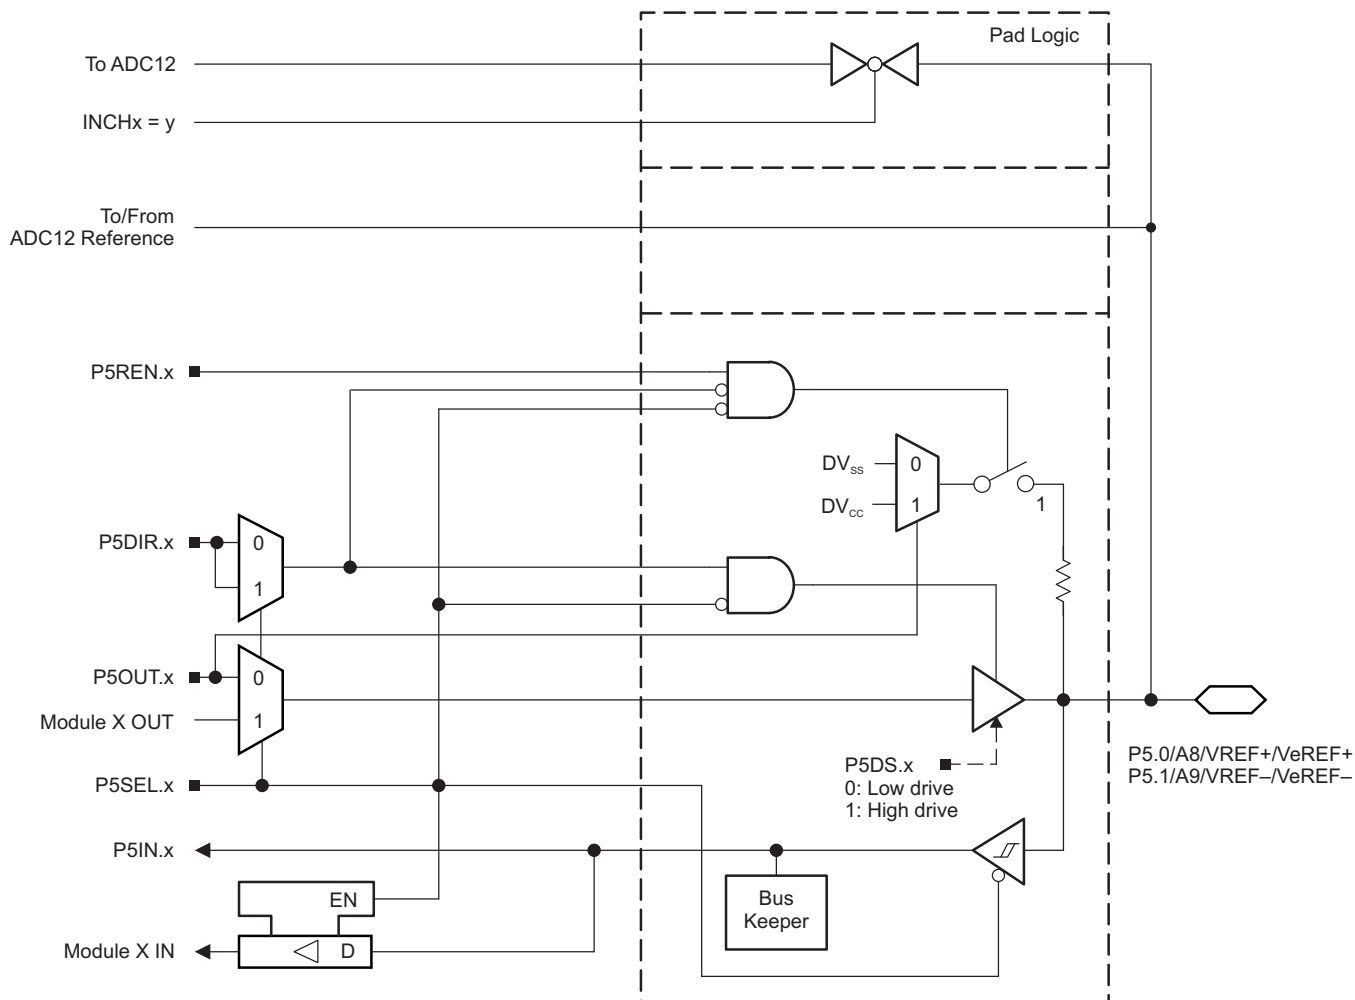 Pad Logic
To ADC12
INCHx = y
To/From
ADC12 Reference
P5REN.x
DVss
0
DVcc
1
1
P5DIR.x
0
1
P5OUT.x
0
Module X OUT
1
P5SEL.x
P5DS.x
0: Low drive
1: High drive
P5.0/A8/VREF+/VeREF+
P5.1/A9/VREF–/VeREF–
P5IN.x
EN
Bus
Keeper
Module X IN
D